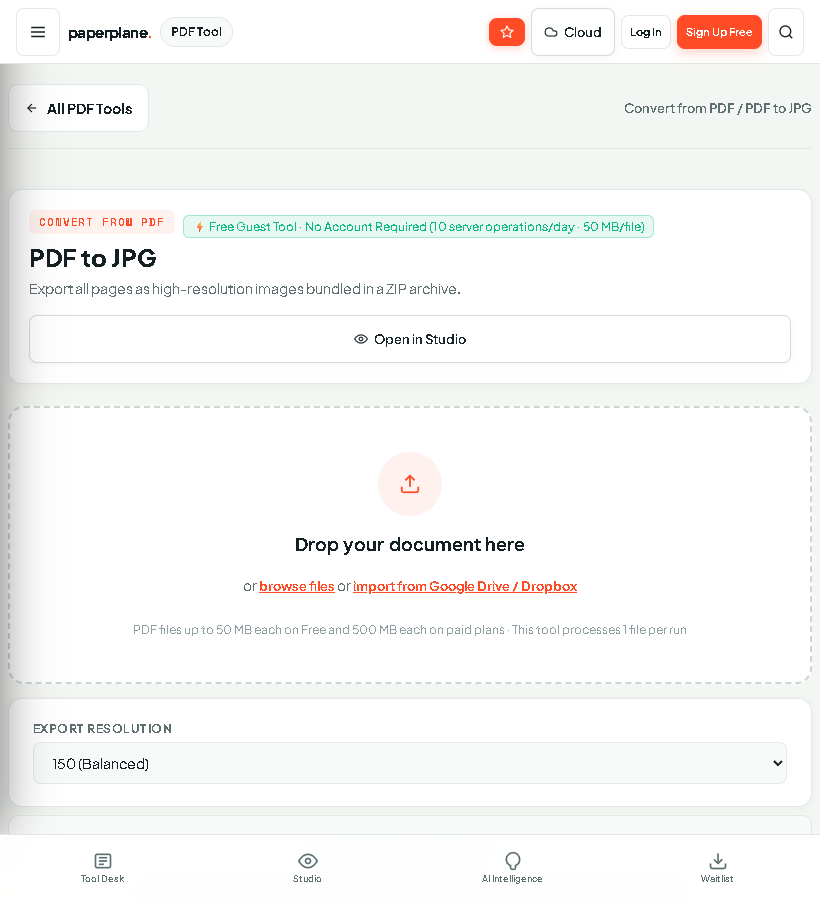 paperplane.
PDF Tool
Cloud
Log In
Sign Up Free
All PDF Tools
Convert from PDF / PDF to JPG
CONVERT FROM PDF
Free Guest Tool · No Account Required (10 server operations/day · 50 MB/file)
PDF to JPG
Export all pages as high-resolution images bundled in a ZIP archive.
Open in Studio
Drop your document here
or browse files or import from Google Drive / Dropbox
PDF files up to 50 MB each on Free and 500 MB each on paid plans · This tool processes 1 file per run
EXPORT RESOLUTION
150 (Balanced)
Tool Desk
Studio
AI Intelligence
Waitlist